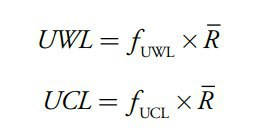 UWL = f_UWL × R̄
UCL = f_UCL × R̄